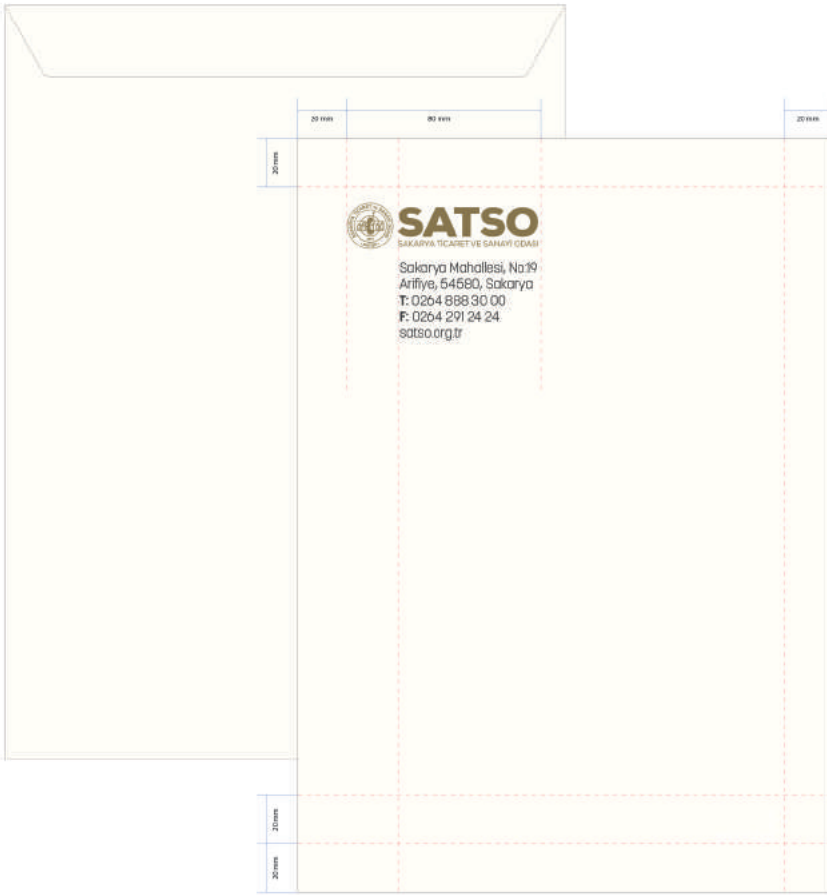 20 mm
80 mm
20 mm
20 mm
SATSO
SAKARYA TİCARET VE SANAYİ ODASI
Sakarya Mahallesi, No:19
Arifiye, 54580, Sakarya
T: 0264 888 30 00
F: 0264 291 24 24
satso.org.tr
20 mm
20 mm